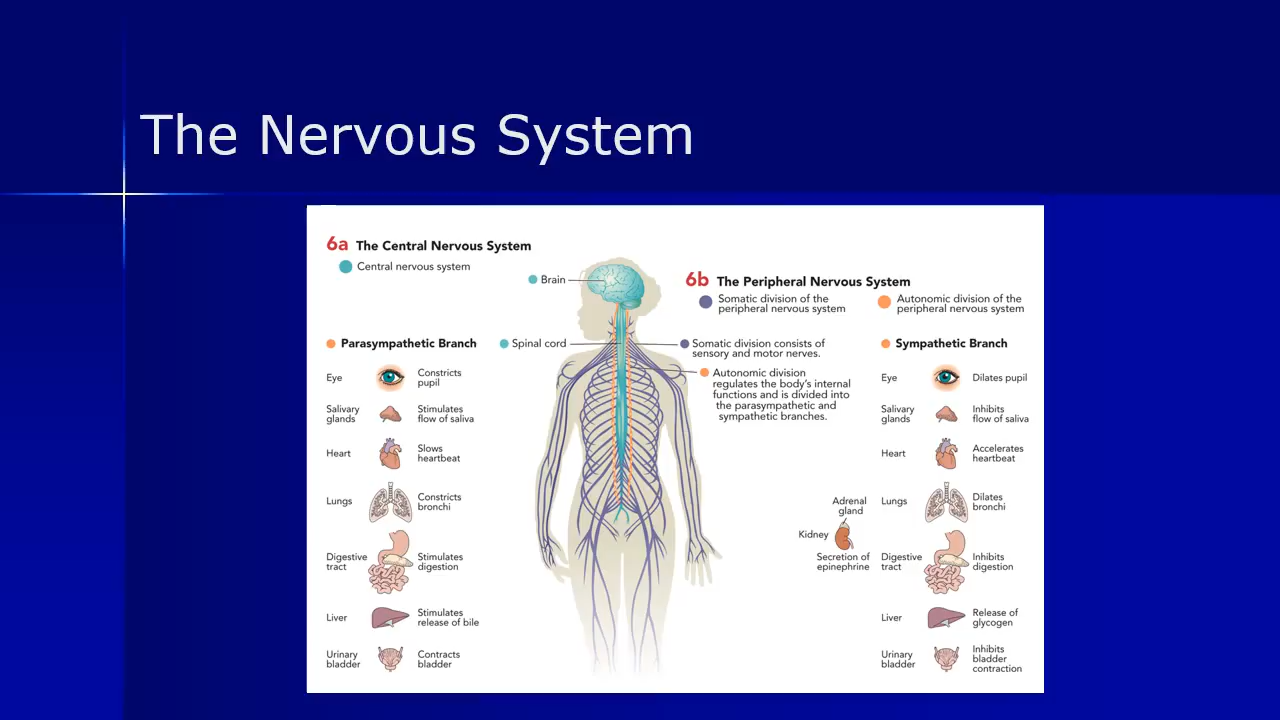 The Nervous System
6a The Central Nervous System
Central nervous system
Brain
Spinal cord
6b The Peripheral Nervous System
Somatic division of the
peripheral nervous system
Autonomic division of the
peripheral nervous system
Somatic division consists of
sensory and motor nerves.
Autonomic division
regulates the body's internal
functions and is divided into
the parasympathetic and
sympathetic branches.
Parasympathetic Branch
Eye
Constricts
pupil
Salivary
glands
Stimulates
flow of saliva
Heart
Slows
heartbeat
Lungs
Constricts
bronchi
Digestive
tract
Stimulates
digestion
Liver
Stimulates
release of bile
Urinary
bladder
Contracts
bladder
Sympathetic Branch
Eye
Dilates pupil
Salivary
glands
Inhibits
flow of saliva
Heart
Accelerates
heartbeat
Adrenal
gland
Kidney
Secretion of
epinephrine
Lungs
Dilates
bronchi
Digestive
tract
Inhibits
digestion
Liver
Release of
glycogen
Urinary
bladder
Inhibits
bladder
contraction